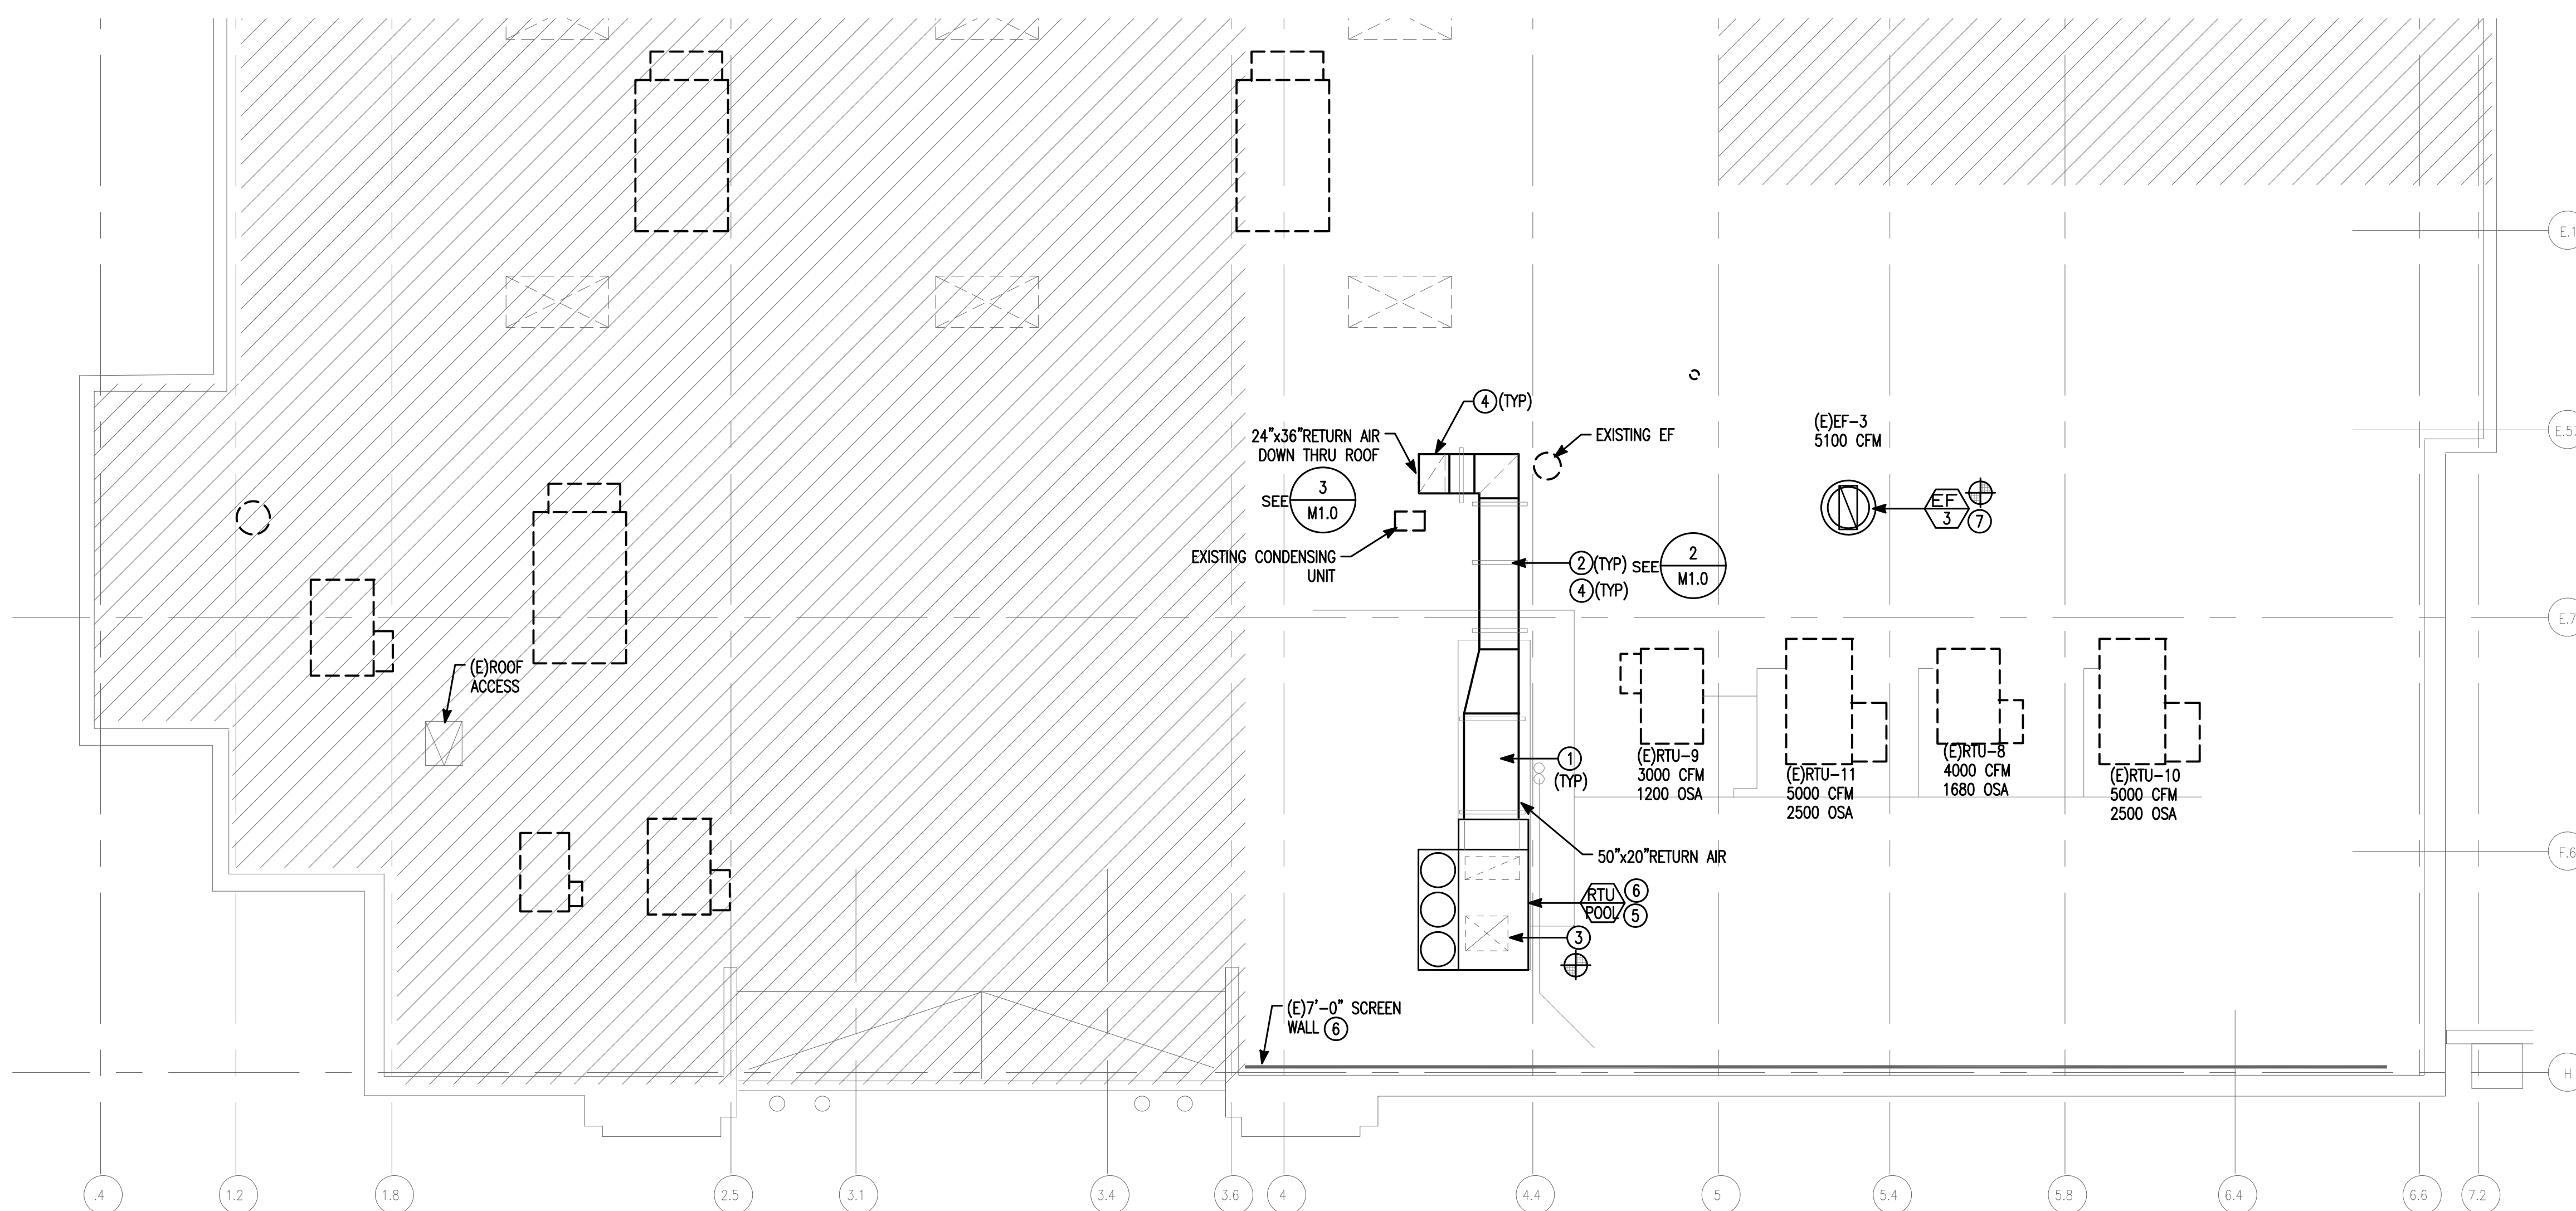 E.1
4 (TYP)
24"x36"RETURN AIR
DOWN THRU ROOF
SEE
3
M1.0
EXISTING EF
(E)EF-3
5100 CFM
EF
3
7
EXISTING CONDENSING
UNIT
2 (TYP) SEE
2
M1.0
4 (TYP)
E.7
(E)ROOF
ACCESS
1
(TYP)
(E)RTU-9
3000 CFM
1200 OSA
(E)RTU-11
5000 CFM
2500 OSA
(E)RTU-8
4000 CFM
1680 OSA
(E)RTU-10
5000 CFM
2500 OSA
50"x20"RETURN AIR
F.6
RTU
POOL
6
5
3
(E)7'-0" SCREEN
WALL 6
H
.4
1.2
1.8
2.5
3.1
3.4
3.6
4
4.4
5
5.4
5.8
6.4
6.6
7.2